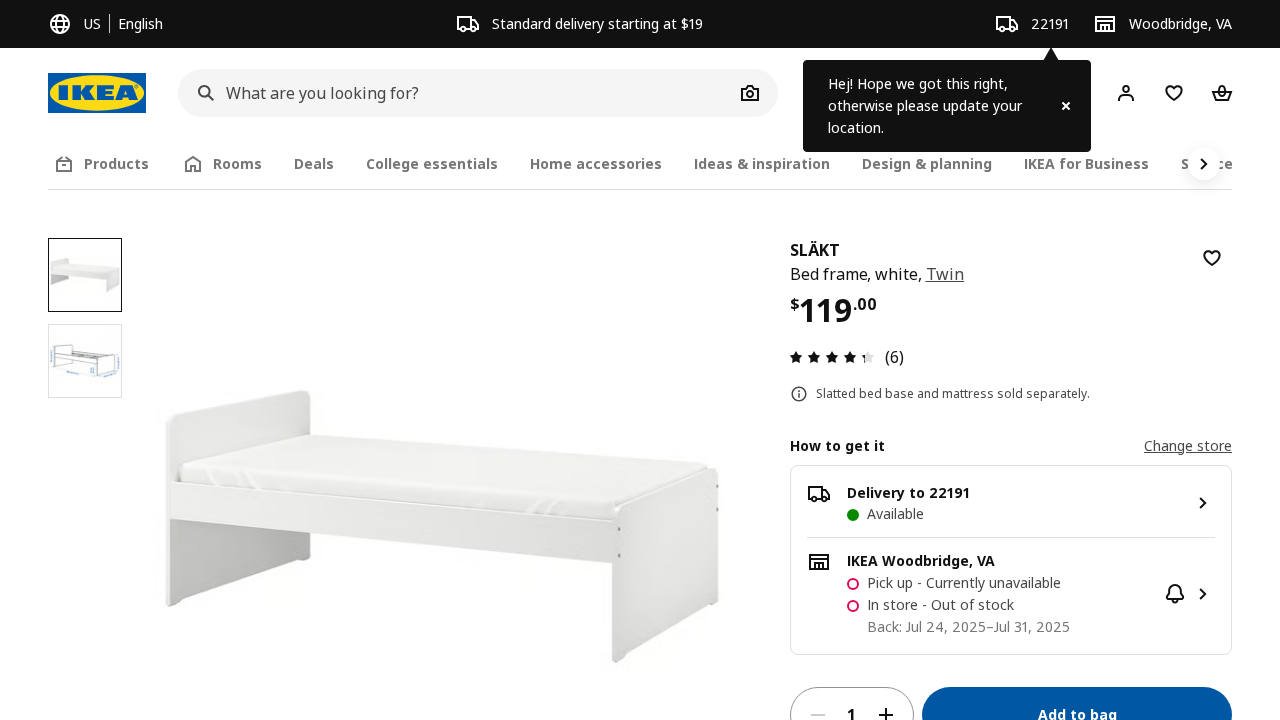 US English
Standard delivery starting at $19
22191
Woodbridge, VA
IKEA
What are you looking for?
Hej! Hope we got this right,
otherwise please update your
location.
Products
Rooms
Deals
College essentials
Home accessories
Ideas & inspiration
Design & planning
IKEA for Business
SLÄKT
Bed frame, white, Twin
$119.00
(6)
Slatted bed base and mattress sold separately.
How to get it
Change store
Delivery to 22191
Available
IKEA Woodbridge, VA
Pick up - Currently unavailable
In store - Out of stock
Back: Jul 24, 2025–Jul 31, 2025
1
Add to bag